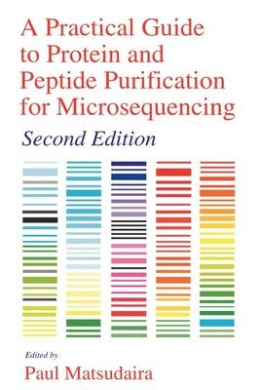 A Practical Guide
to Protein and
Peptide Purification
for Microsequencing
Second Edition
Edited by
Paul Matsudaira